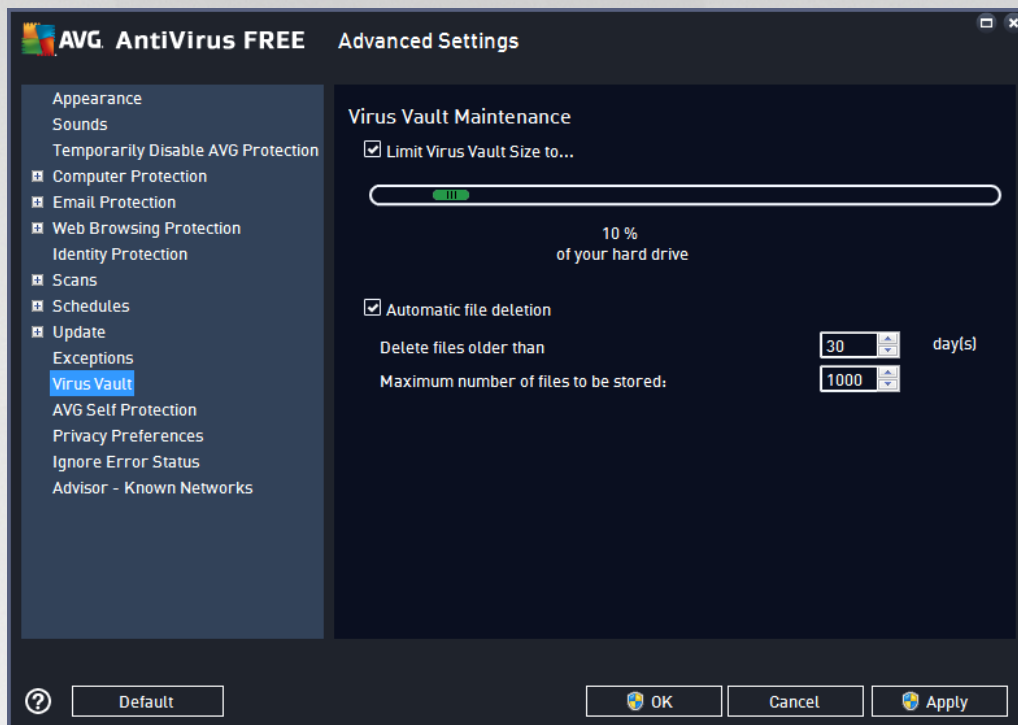 AVG AntiVirus FREE Advanced Settings
Appearance
Sounds
Temporarily Disable AVG Protection
Computer Protection
Email Protection
Web Browsing Protection
Identity Protection
Scans
Schedules
Update
Exceptions
Virus Vault
AVG Self Protection
Privacy Preferences
Ignore Error Status
Advisor - Known Networks
Virus Vault Maintenance
Limit Virus Vault Size to...
10 %
of your hard drive
Automatic file deletion
Delete files older than 30 day(s)
Maximum number of files to be stored: 1000
? Default OK Cancel Apply